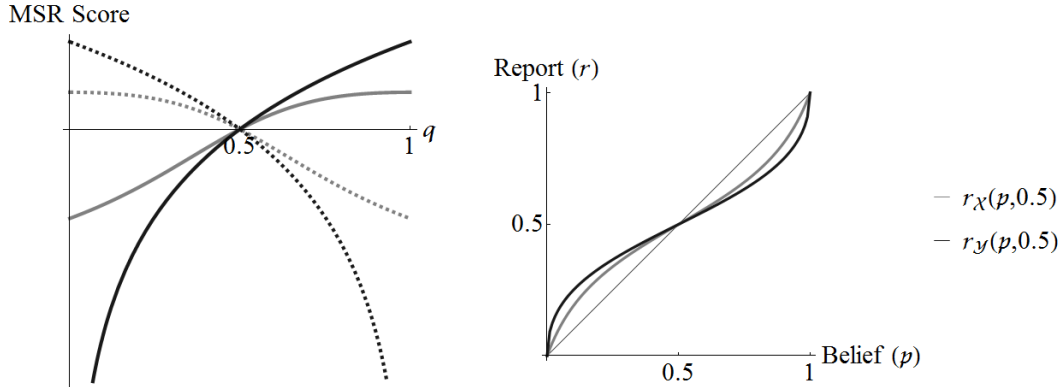 MSR Score
q
0.5
1
Report (r)
1
0.5
0.5
1
Belief (p)
r𝒳(p,0.5)
r𝒴(p,0.5)